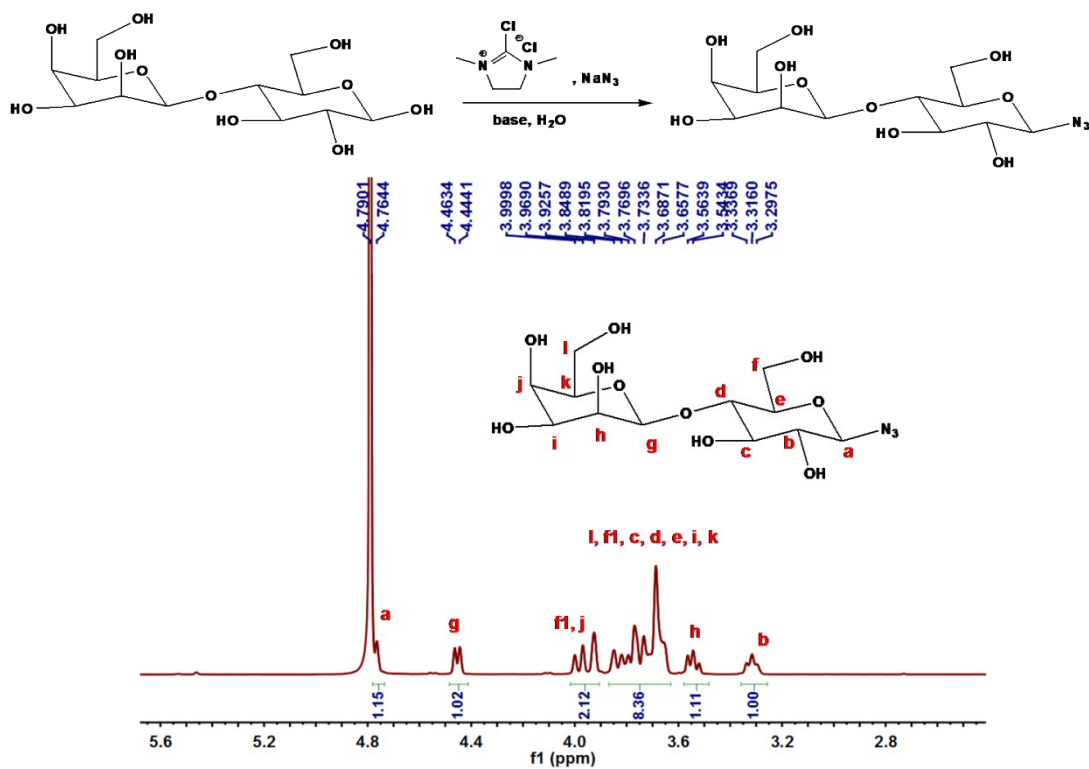 OH OH OH Cl Cl OH
OH O N ⊕ N OH OH O OH
HO O O OH , NaN3 HO O O N3
HO OH base, H2O HO OH
4.7901 4.7644 4.4634 4.4441 3.9998 3.9690 3.9257 3.8489 3.8195 3.7930 3.7696 3.7336 3.6871 3.6577 3.5639 3.5434 3.3369 3.3160 3.2975
OH
OH l OH OH
j k O f
HO d e O
i h g O N3
HO c b a
OH
l, f1, c, d, e, i, k
a g f1, j h b
1.15 1.02 2.12 8.36 1.11 1.00
5.6 5.2 4.8 4.4 4.0 3.6 3.2 2.8
f1 (ppm)